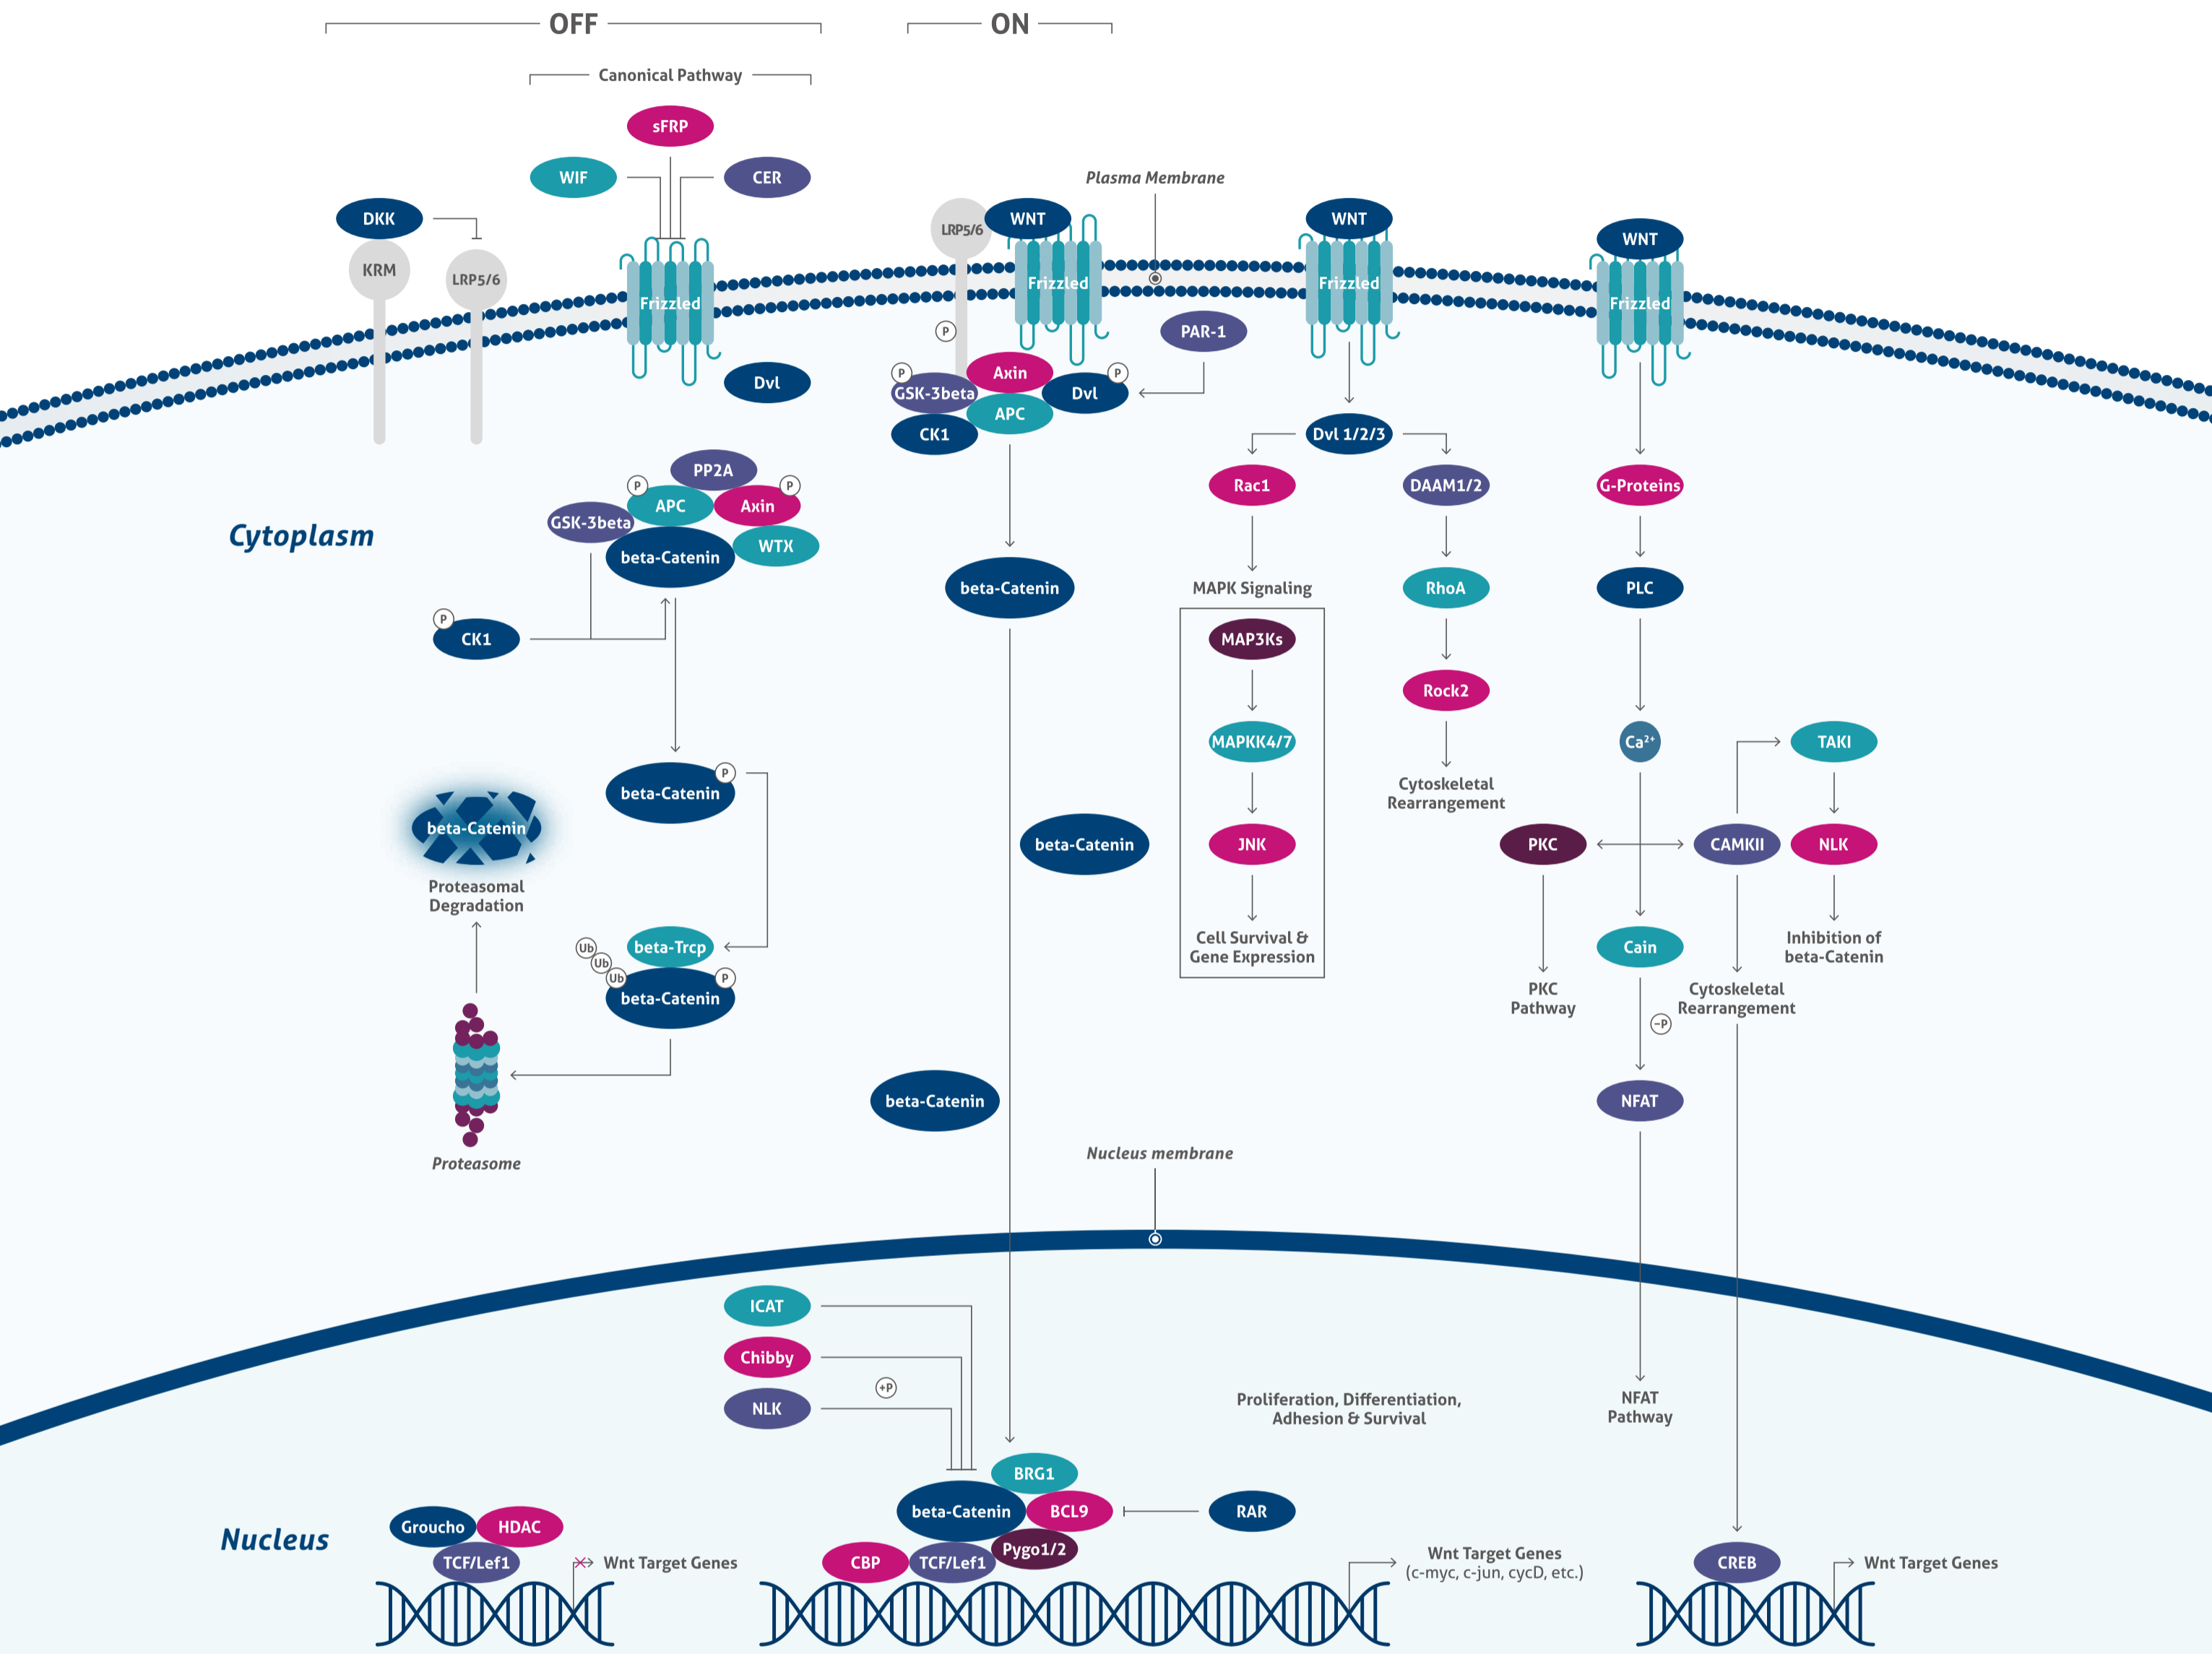 OFF
ON
Canonical Pathway
sFRP
WIF
CER
Plasma Membrane
DKK
KRM
LRP5/6
Frizzled
Dvl
LRP5/6
WNT
Frizzled
P
PAR-1
P
GSK-3beta
Axin
APC
CK1
Dvl
P
WNT
Frizzled
WNT
Frizzled
Cytoplasm
PP2A
P
APC
Axin
P
GSK-3beta
beta-Catenin
WTX
P
CK1
beta-Catenin
P
beta-Catenin
Proteasomal
Degradation
Ub
Ub
Ub
beta-Trcp
beta-Catenin
P
Proteasome
beta-Catenin
beta-Catenin
beta-Catenin
Dvl 1/2/3
Rac1
DAAM1/2
MAPK Signaling
MAP3Ks
MAPKK4/7
JNK
Cell Survival &
Gene Expression
RhoA
Rock2
Cytoskeletal
Rearrangement
G-Proteins
PLC
Ca²⁺
TAKI
PKC
CAMKII
NLK
Cain
Inhibition of
beta-Catenin
PKC
Pathway
Cytoskeletal
Rearrangement
–P
NFAT
Nucleus membrane
ICAT
Chibby
+P
NLK
Proliferation, Differentiation,
Adhesion & Survival
NFAT
Pathway
Nucleus
Groucho
HDAC
TCF/Lef1
Wnt Target Genes
BRG1
beta-Catenin
BCL9
RAR
Pygo1/2
CBP
TCF/Lef1
Wnt Target Genes
(c-myc, c-jun, cycD, etc.)
CREB
Wnt Target Genes